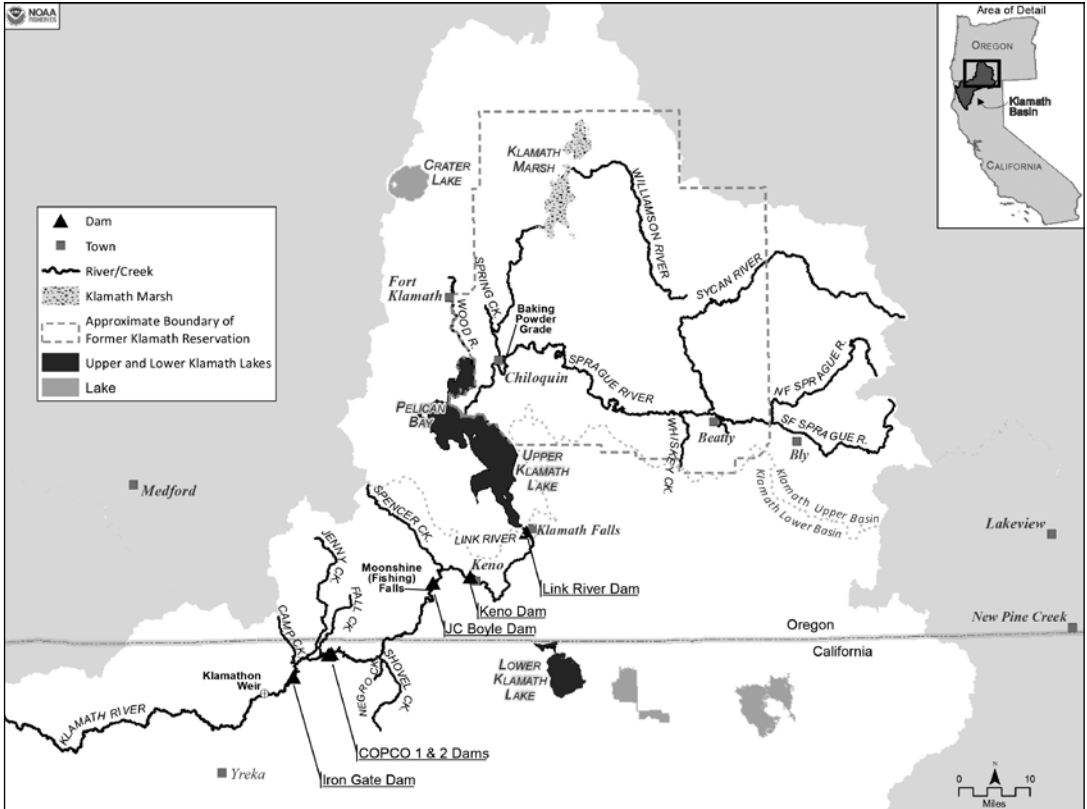 NOAA
FISHERIES
Area of Detail
OREGON
Klamath
Basin
CALIFORNIA
CRATER
LAKE
KLAMATH
MARSH
WILLIAMSON RIVER
SYCAN RIVER
Dam
Town
River/Creek
Klamath Marsh
Approximate Boundary of
Former Klamath Reservation
Upper and Lower Klamath Lakes
Lake
Fort
Klamath
WOOD R.
SPRING CK.
Baking
Powder
Grade
Chiloquin
SPRAGUE RIVER
NF SPRAGUE R.
SF SPRAGUE R.
PELICAN
BAY
WHISKEY CK.
Beatty
Bly
UPPER
KLAMATH
LAKE
Klamath Upper Basin
Klamath Lower Basin
Medford
SPENCER CK.
LINK RIVER
Klamath Falls
Lakeview
JENNY CK.
Moonshine
(Fishing)
Falls
Keno
Link River Dam
FALL CK.
Keno Dam
CAMP CK.
JC Boyle Dam
New Pine Creek
Oregon
California
Klamathon
Weir
NEGRO CK.
SHOVEL CK.
LOWER
KLAMATH
LAKE
KLAMATH RIVER
COPCO 1 & 2 Dams
Yreka
Iron Gate Dam
N
0 10
Miles